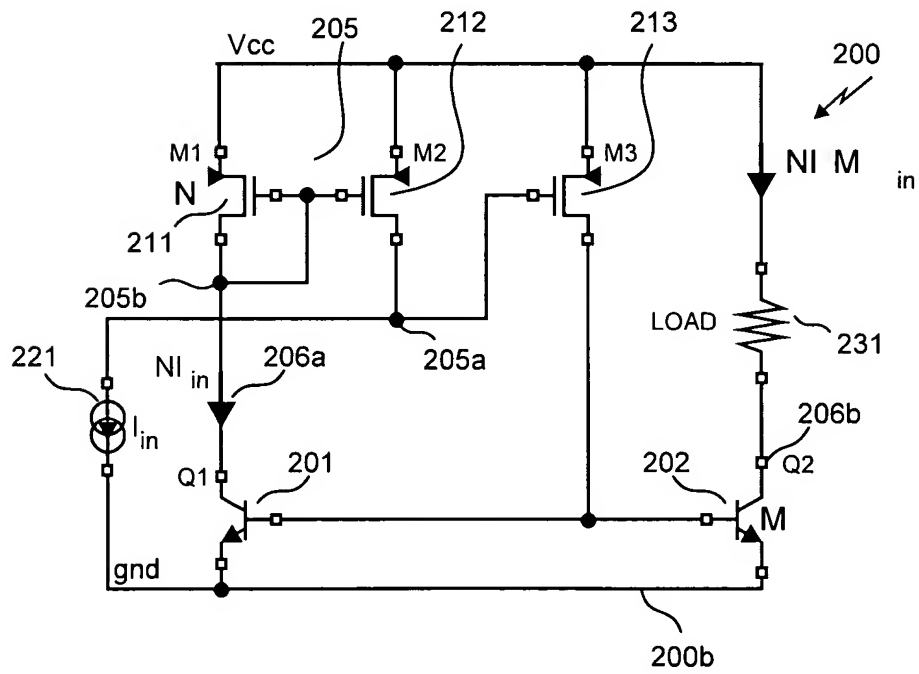 205
212
213
Vcc
200
M1
M2
M3
NI M in
N
211
205b
LOAD
231
221
NI in
206a
205a
I in
206b
Q1
201
202
Q2
M
gnd
200b